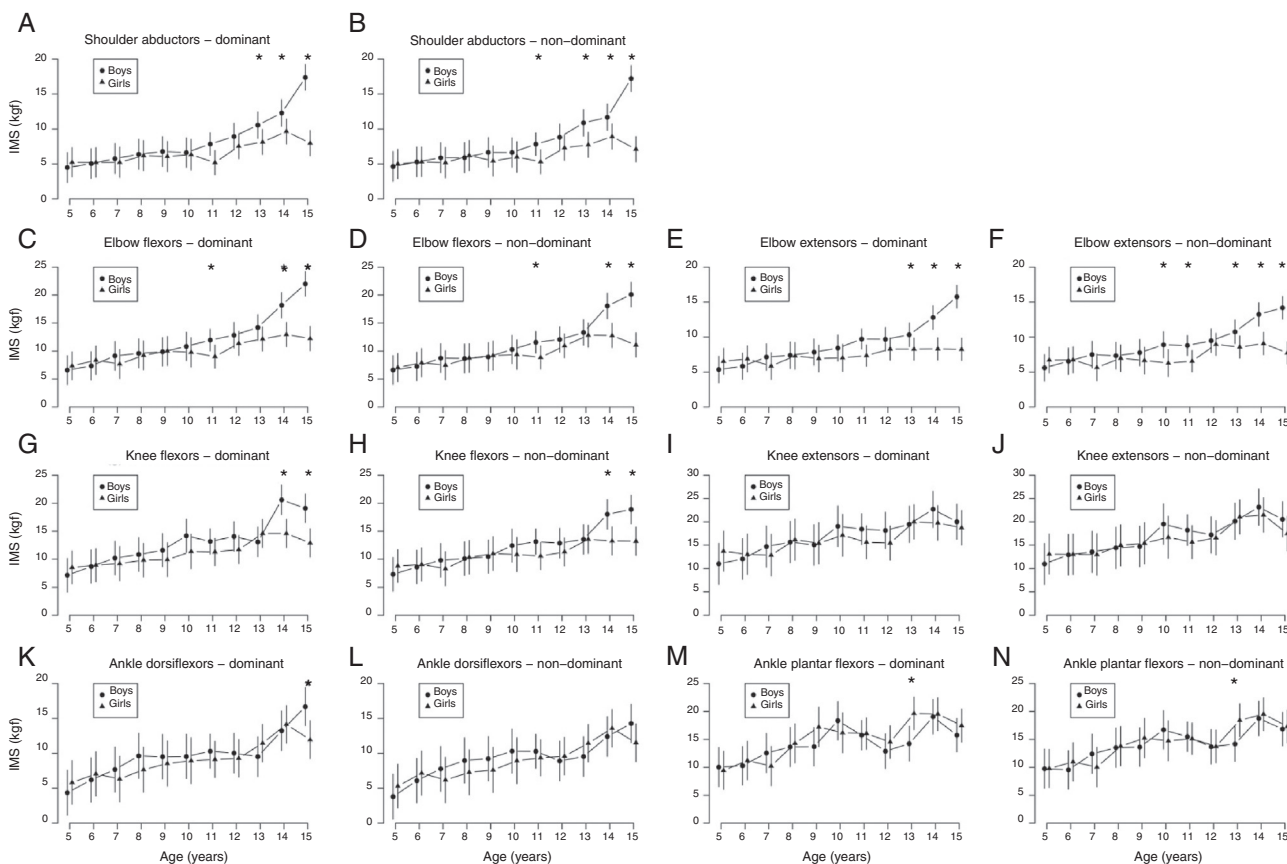 A
Shoulder abductors – dominant
* * *
20
15
10
5
0
IMS (kgf)
Boys
Girls
5 6 7 8 9 10 11 12 13 14 15
B
Shoulder abductors – non–dominant
* * * *
20
15
10
5
0
Boys
Girls
5 6 7 8 9 10 11 12 13 14 15
C
Elbow flexors – dominant
* * *
25
20
15
10
5
0
IMS (kgf)
Boys
Girls
5 6 7 8 9 10 11 12 13 14 15
D
Elbow flexors – non–dominant
* * *
25
20
15
10
5
0
Boys
Girls
5 6 7 8 9 10 11 12 13 14 15
E
Elbow extensors – dominant
* * *
20
15
10
5
0
Boys
Girls
5 6 7 8 9 10 11 12 13 14 15
F
Elbow extensors – non–dominant
* * * * *
20
15
10
5
0
Boys
Girls
5 6 7 8 9 10 11 12 13 14 15
G
Knee flexors – dominant
* *
25
20
15
10
5
0
IMS (kgf)
Boys
Girls
5 6 7 8 9 10 11 12 13 14 15
H
Knee flexors – non–dominant
* *
25
20
15
10
5
0
Boys
Girls
5 6 7 8 9 10 11 12 13 14 15
I
Knee extensors – dominant
30
25
20
15
10
5
0
Boys
Girls
5 6 7 8 9 10 11 12 13 14 15
J
Knee extensors – non–dominant
30
25
20
15
10
5
0
Boys
Girls
5 6 7 8 9 10 11 12 13 14 15
K
Ankle dorsiflexors – dominant
*
20
15
10
5
0
IMS (kgf)
Boys
Girls
5 6 7 8 9 10 11 12 13 14 15
Age (years)
L
Ankle dorsiflexors – non–dominant
20
15
10
5
0
Boys
Girls
5 6 7 8 9 10 11 12 13 14 15
Age (years)
M
Ankle plantar flexors – dominant
*
25
20
15
10
5
0
Boys
Girls
5 6 7 8 9 10 11 12 13 14 15
Age (years)
N
Ankle plantar flexors – non–dominant
*
25
20
15
10
5
0
Boys
Girls
5 6 7 8 9 10 11 12 13 14 15
Age (years)